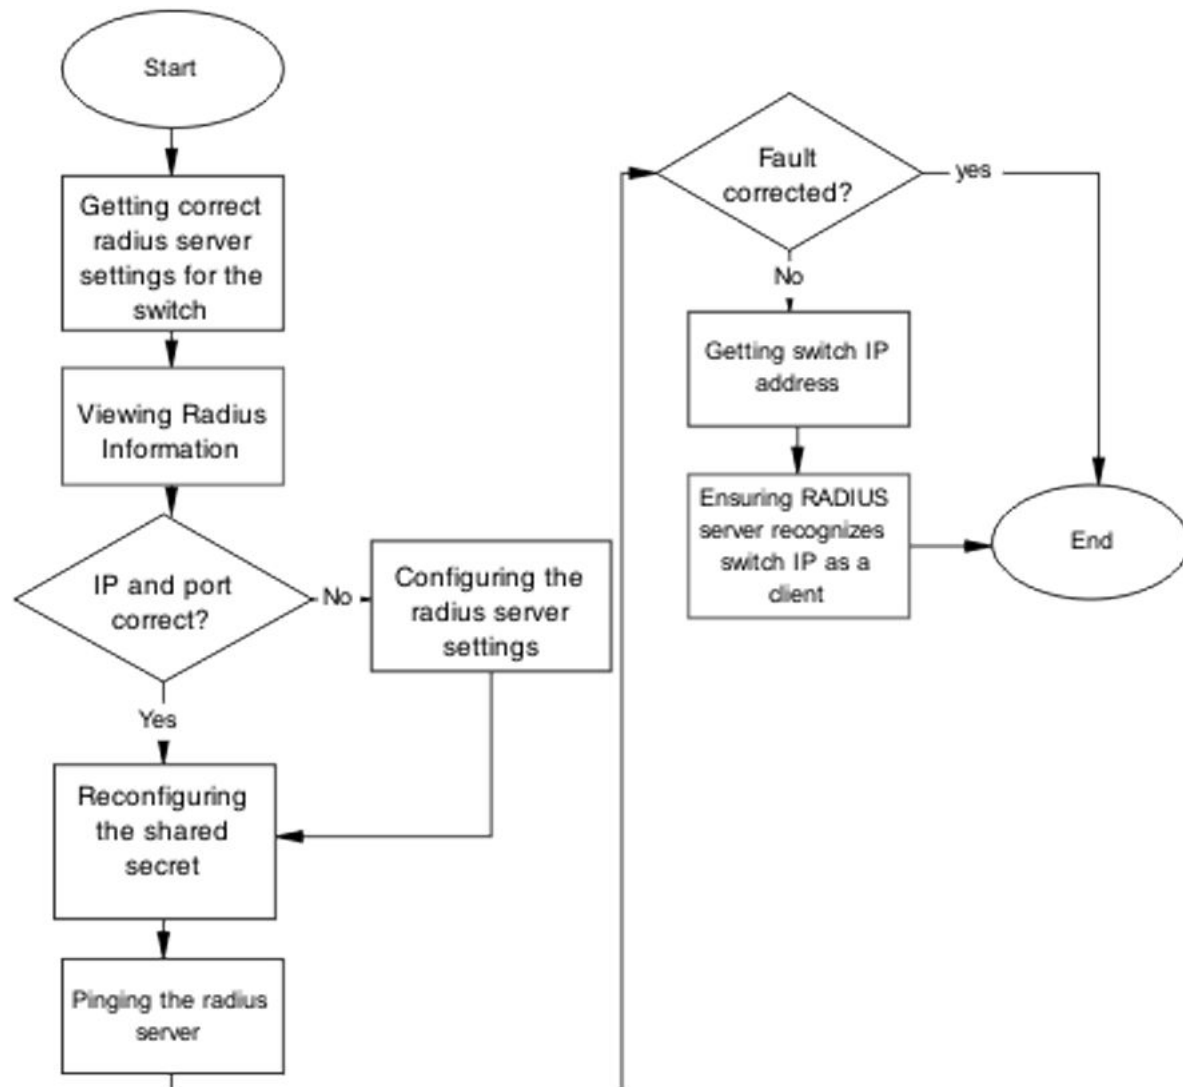 Start
Getting correct
radius server
settings for the
switch
Viewing Radius
Information
IP and port
correct?
No
Configuring the
radius server
settings
Yes
Reconfiguring
the shared
secret
Pinging the radius
server
Fault
corrected?
yes
No
Getting switch IP
address
Ensuring RADIUS
server recognizes
switch IP as a
client
End